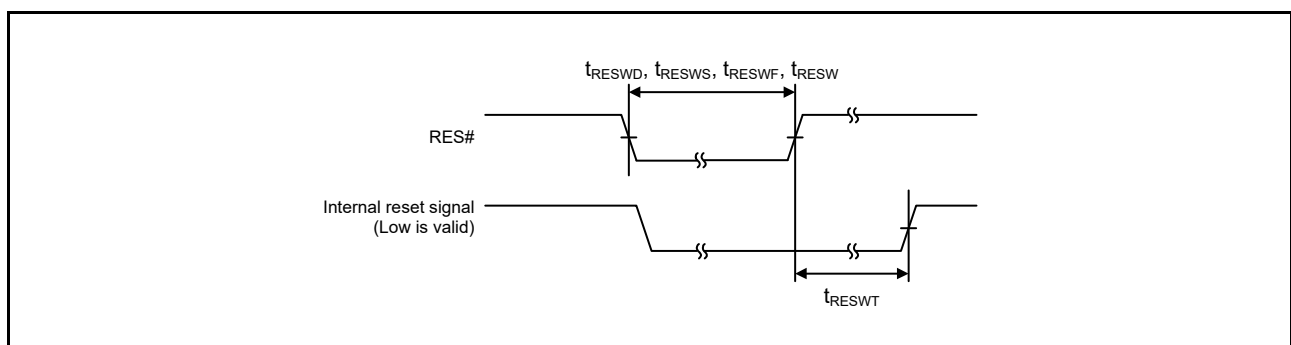 tRESWD, tRESWS, tRESWF, tRESW
RES#
Internal reset signal
(Low is valid)
tRESWT